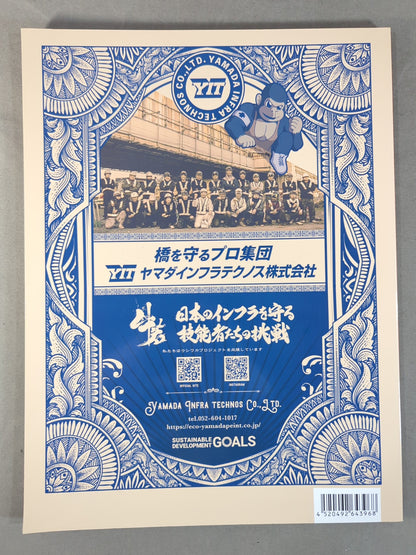 YAMADA INFRA TECHNOS CO.,LTD.
YIT
橋を守るプロ集団
YIT ヤマダインフラテクノス株式会社
日本のインフラを守る
技能者たちの挑戦
OFFICIAL SITE
INSTAGRAM
YAMADA INFRA TECHNOS CO., LTD.
tel.052-604-1017
https://eco-yamadapeint.co.jp/
SUSTAINABLE
DEVELOPMENT GOALS
4 520492 643968